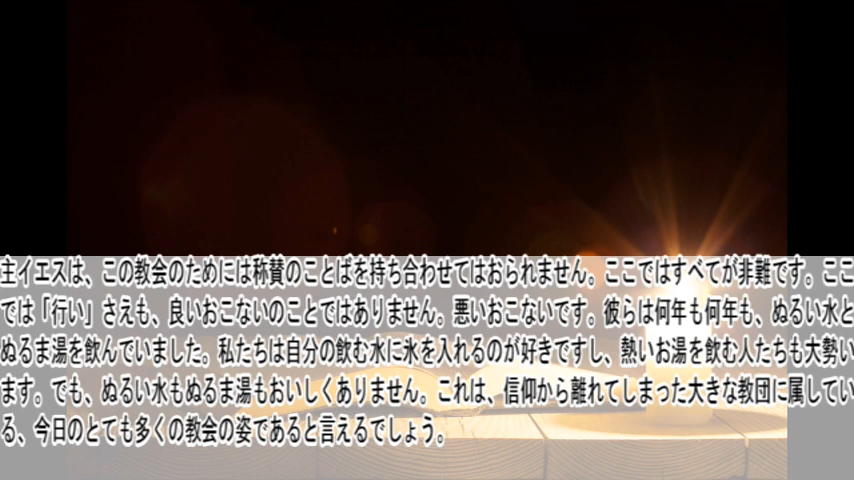 主イエスは、この教会のためには称賛のことばを持ち合わせてはおられません。ここではすべてが非難です。ここ
では「行い」さえも、良いおこないのことではありません。悪いおこないです。彼らは何年も何年も、ぬるい水と
ぬるま湯を飲んでいました。私たちは自分の飲む水に氷を入れるのが好きですし、熱いお湯を飲む人たちも大勢い
ます。でも、ぬるい水もぬるま湯もおいしくありません。これは、信仰から離れてしまった大きな教団に属してい
る、今日のとても多くの教会の姿であると言えるでしょう。